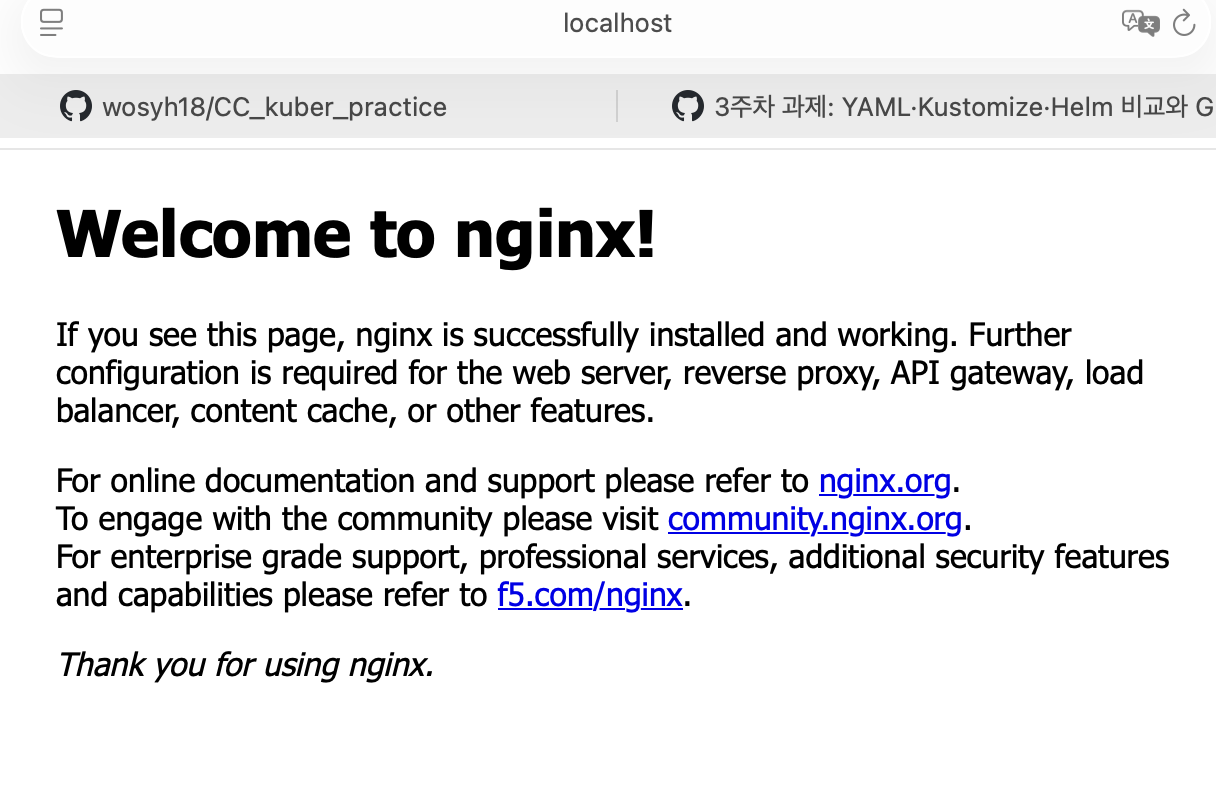 localhost
wosyh18/CC_kuber_practice
3주차 과제: YAML·Kustomize·Helm 비교와 G
Welcome to nginx!
If you see this page, nginx is successfully installed and working. Further
configuration is required for the web server, reverse proxy, API gateway, load
balancer, content cache, or other features.
For online documentation and support please refer to nginx.org.
To engage with the community please visit community.nginx.org.
For enterprise grade support, professional services, additional security features
and capabilities please refer to f5.com/nginx.
Thank you for using nginx.